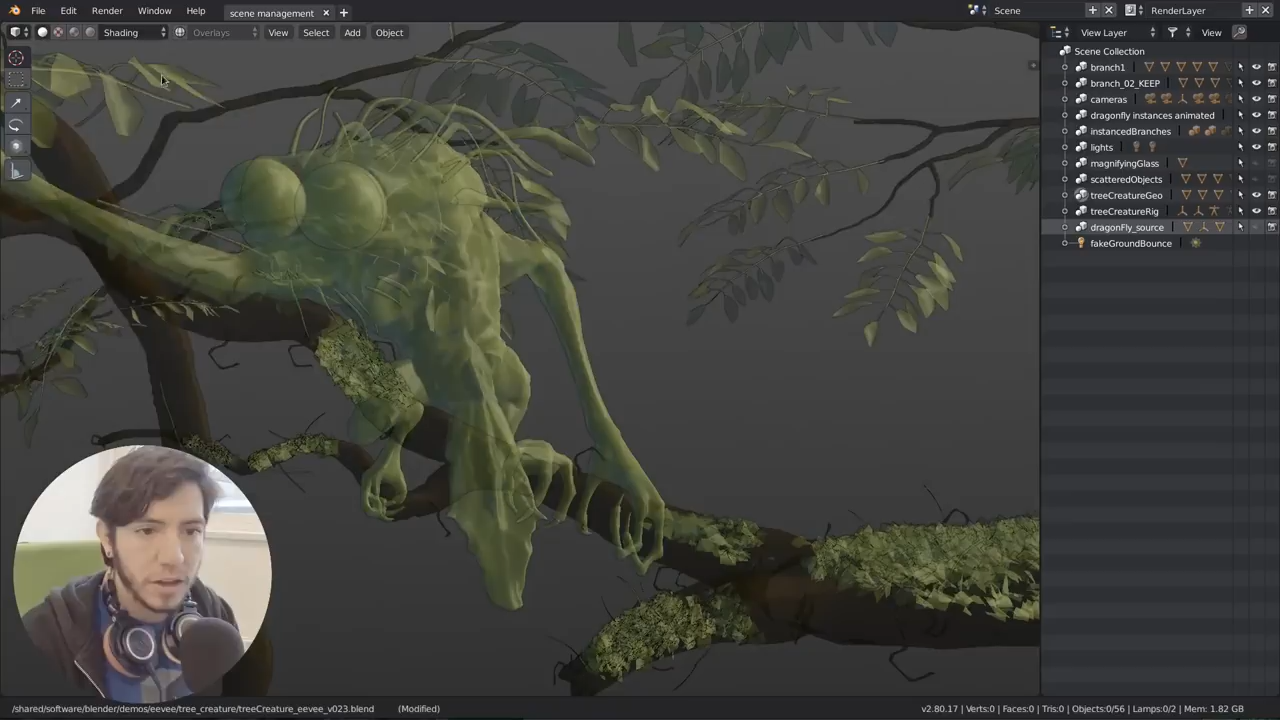 File Edit Render Window Help scene management Scene RenderLayer
Shading Overlays View Select Add Object View Layer View
Scene Collection
branch1
branch_02_KEEP
cameras
dragonfly instances animated
instancedBranches
lights
magnifyingGlass
scatteredObjects
treeCreatureGeo
treeCreatureRig
dragonFly_source
fakeGroundBounce
/shared/software/blender/demos/eevee/tree_creature/treeCreature_eevee_v023.blend (Modified) v2.80.17 | Verts:0 | Faces:0 | Tris:0 | Objects:0/56 | Lamps:0/2 | Mem: 1.82 GB